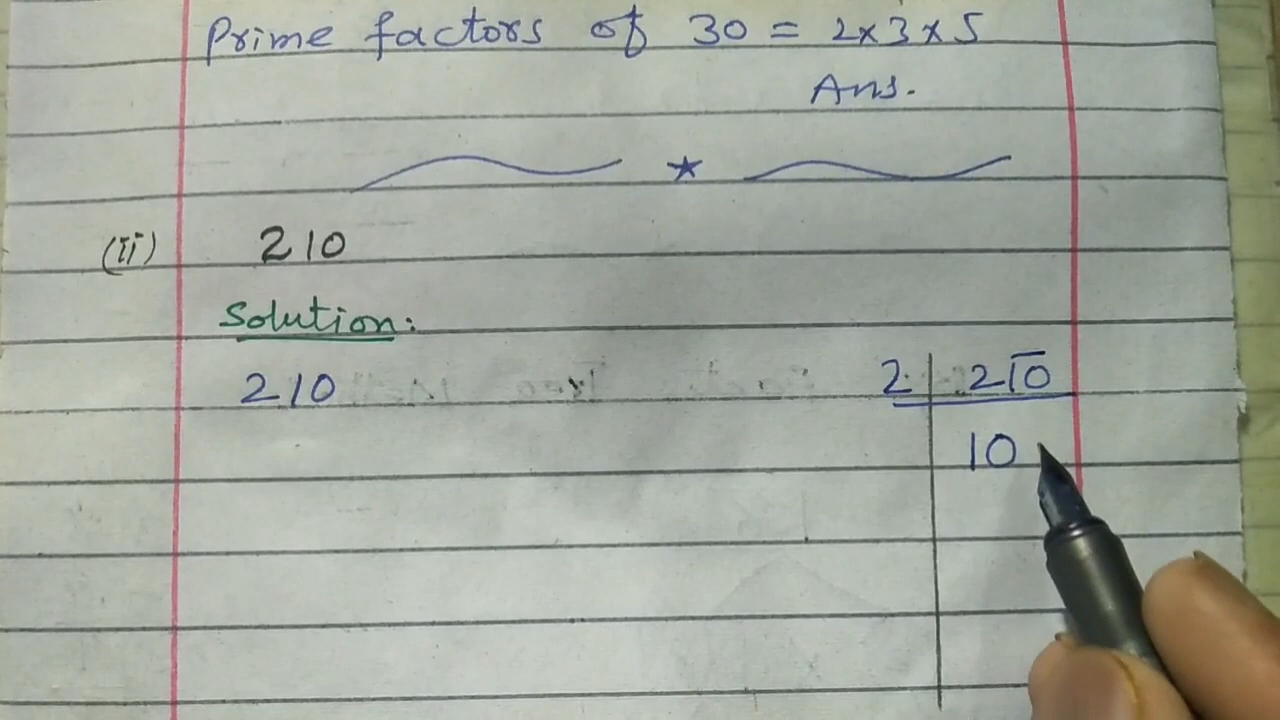 Prime factors of 30 = 2×3×5
Ans.
(ii) 210
Solution:
210
2 210
10